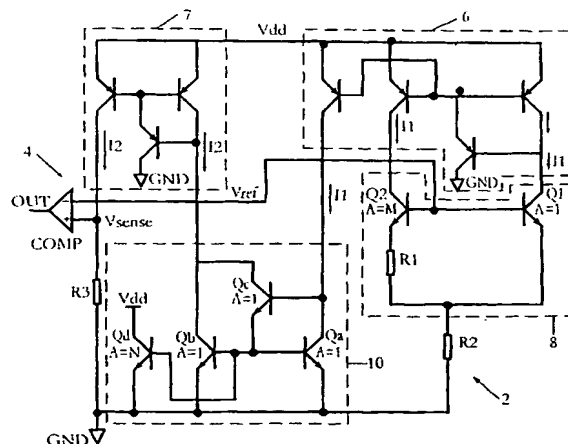 7
Vdd
6
4
I2
I2
I1
I1
GND
GND
I1
OUT
Vref
Q2
A=M
Q1
A=1
Vsense
COMP
R1
Qc
A=1
R3
Vdd
Qd
A=N
Qb
A=1
Qa
A=1
10
R2
8
2
GND